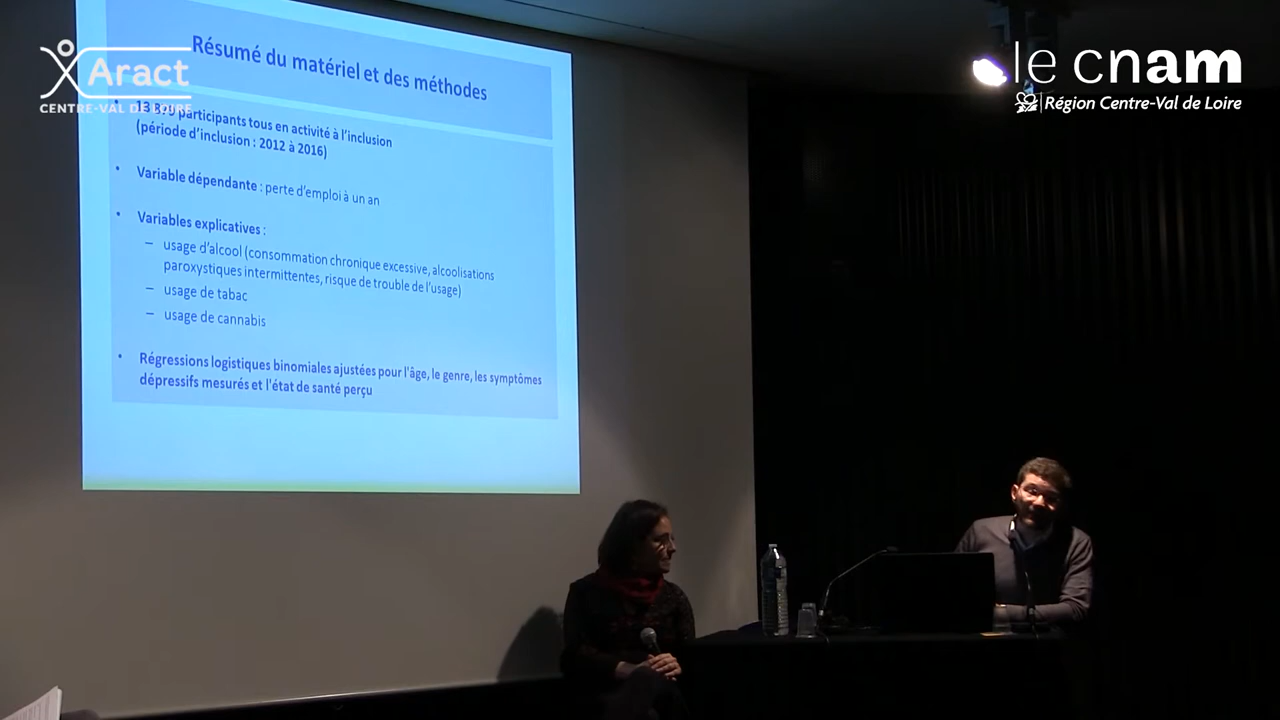 Résumé du matériel et des méthodes
Aract
CENTRE-VAL DE LOIRE
le cnam
Région Centre-Val de Loire
participants tous en activité à l'inclusion
(période d'inclusion : 2012 à 2016)
• Variable dépendante : perte d'emploi à un an
• Variables explicatives :
– usage d'alcool (consommation chronique excessive, alcoolisations
paroxystiques intermittentes, risque de trouble de l'usage)
– usage de tabac
– usage de cannabis
• Régressions logistiques binomiales ajustées pour l'âge, le genre, les symptômes
dépressifs mesurés et l'état de santé perçu